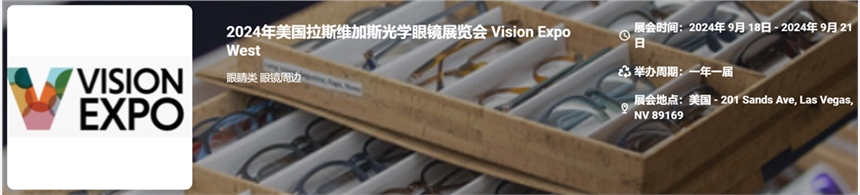 VISION
EXPO
2024年美国拉斯维加斯光学眼镜展览会 Vision Expo
West
眼睛类 眼镜周边
展会时间：2024年 9月 18日 - 2024年 9月 21
日
举办周期：一年一届
展会地点：美国 - 201 Sands Ave, Las Vegas,
NV 89169